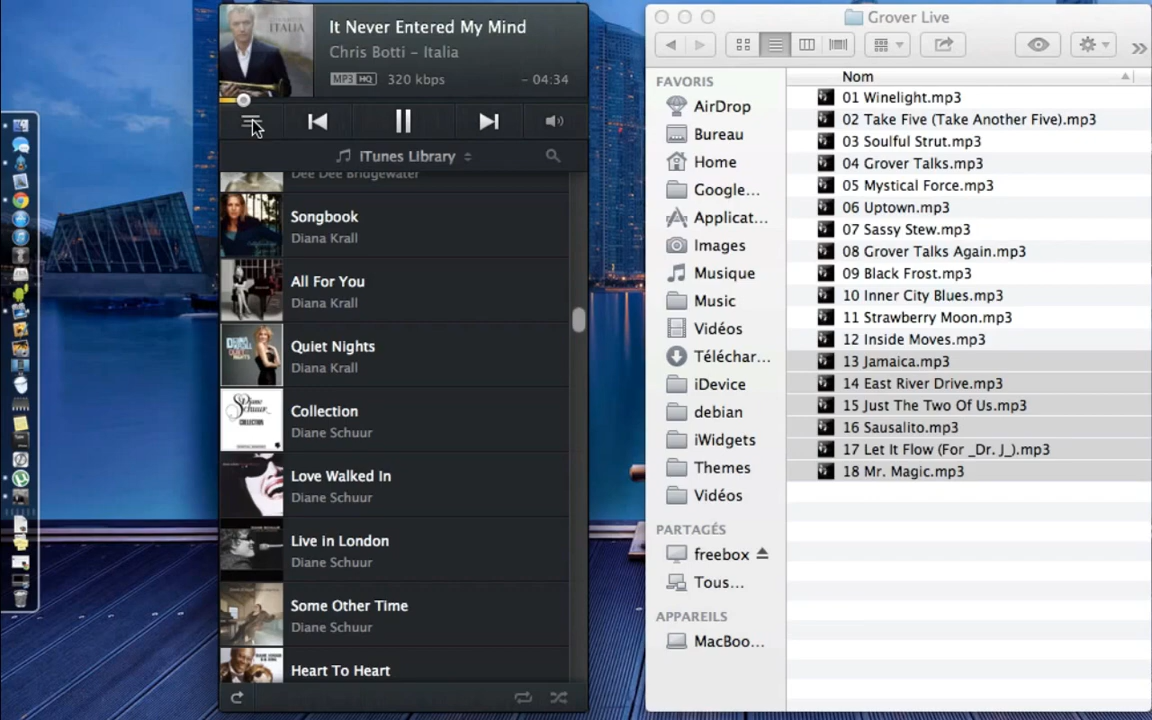 ITALIA
It Never Entered My Mind
Chris Botti – Italia
MP3 HQ 320 kbps
- 04:34
iTunes Library
Dee Dee Bridgewater
Songbook
Diana Krall
All For You
Diana Krall
Quiet Nights
Diana Krall
Collection
Diane Schuur
Love Walked In
Diane Schuur
Live in London
Diane Schuur
Some Other Time
Diane Schuur
Heart To Heart
Grover Live
FAVORIS
AirDrop
Bureau
Home
Google...
Applicat...
Images
Musique
Music
Vidéos
Téléchar...
iDevice
debian
iWidgets
Themes
Vidéos
PARTAGÉS
freebox
Tous...
APPAREILS
MacBoo...
Nom
01 Winelight.mp3
02 Take Five (Take Another Five).mp3
03 Soulful Strut.mp3
04 Grover Talks.mp3
05 Mystical Force.mp3
06 Uptown.mp3
07 Sassy Stew.mp3
08 Grover Talks Again.mp3
09 Black Frost.mp3
10 Inner City Blues.mp3
11 Strawberry Moon.mp3
12 Inside Moves.mp3
13 Jamaica.mp3
14 East River Drive.mp3
15 Just The Two Of Us.mp3
16 Sausalito.mp3
17 Let It Flow (For _Dr. J_).mp3
18 Mr. Magic.mp3